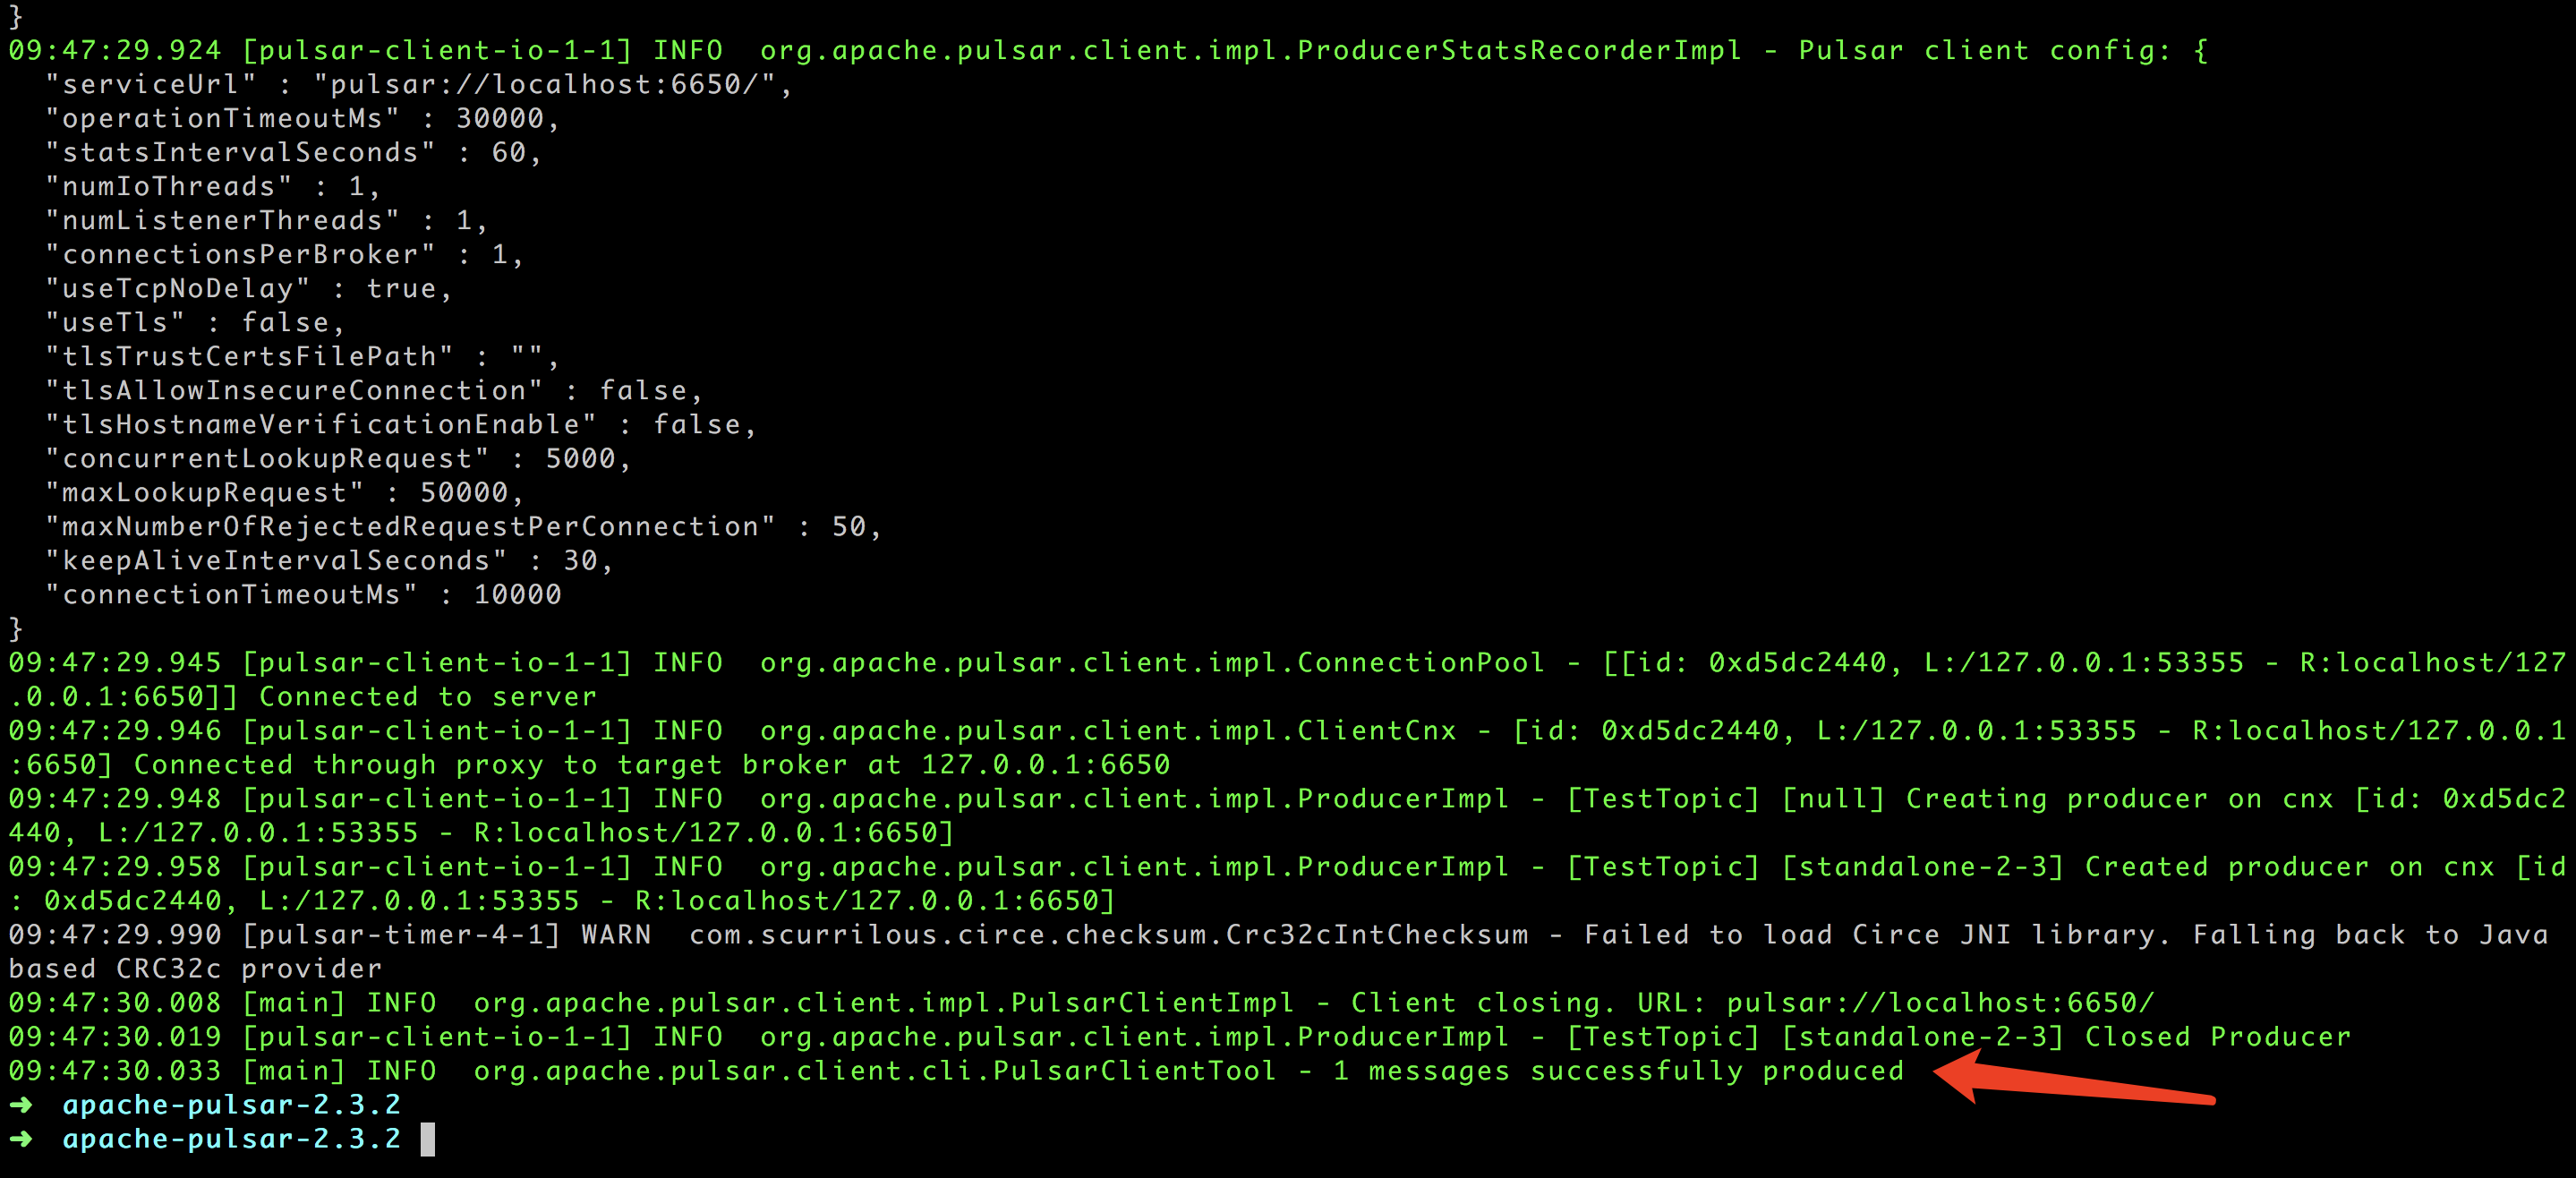 }
09:47:29.924 [pulsar-client-io-1-1] INFO  org.apache.pulsar.client.impl.ProducerStatsRecorderImpl - Pulsar client config: {
  "serviceUrl" : "pulsar://localhost:6650/",
  "operationTimeoutMs" : 30000,
  "statsIntervalSeconds" : 60,
  "numIoThreads" : 1,
  "numListenerThreads" : 1,
  "connectionsPerBroker" : 1,
  "useTcpNoDelay" : true,
  "useTls" : false,
  "tlsTrustCertsFilePath" : "",
  "tlsAllowInsecureConnection" : false,
  "tlsHostnameVerificationEnable" : false,
  "concurrentLookupRequest" : 5000,
  "maxLookupRequest" : 50000,
  "maxNumberOfRejectedRequestPerConnection" : 50,
  "keepAliveIntervalSeconds" : 30,
  "connectionTimeoutMs" : 10000
}
09:47:29.945 [pulsar-client-io-1-1] INFO  org.apache.pulsar.client.impl.ConnectionPool - [[id: 0xd5dc2440, L:/127.0.0.1:53355 - R:localhost/127
.0.0.1:6650]] Connected to server
09:47:29.946 [pulsar-client-io-1-1] INFO  org.apache.pulsar.client.impl.ClientCnx - [id: 0xd5dc2440, L:/127.0.0.1:53355 - R:localhost/127.0.0.1
:6650] Connected through proxy to target broker at 127.0.0.1:6650
09:47:29.948 [pulsar-client-io-1-1] INFO  org.apache.pulsar.client.impl.ProducerImpl - [TestTopic] [null] Creating producer on cnx [id: 0xd5dc2
440, L:/127.0.0.1:53355 - R:localhost/127.0.0.1:6650]
09:47:29.958 [pulsar-client-io-1-1] INFO  org.apache.pulsar.client.impl.ProducerImpl - [TestTopic] [standalone-2-3] Created producer on cnx [id
: 0xd5dc2440, L:/127.0.0.1:53355 - R:localhost/127.0.0.1:6650]
09:47:29.990 [pulsar-timer-4-1] WARN  com.scurrilous.circe.checksum.Crc32cIntChecksum - Failed to load Circe JNI library. Falling back to Java
based CRC32c provider
09:47:30.008 [main] INFO  org.apache.pulsar.client.impl.PulsarClientImpl - Client closing. URL: pulsar://localhost:6650/
09:47:30.019 [pulsar-client-io-1-1] INFO  org.apache.pulsar.client.impl.ProducerImpl - [TestTopic] [standalone-2-3] Closed Producer
09:47:30.033 [main] INFO  org.apache.pulsar.client.cli.PulsarClientTool - 1 messages successfully produced
➜  apache-pulsar-2.3.2
➜  apache-pulsar-2.3.2